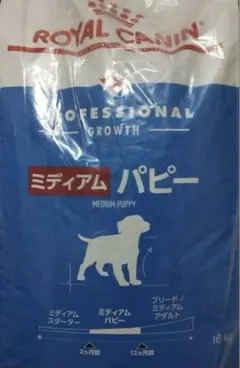 ROYAL CANIN
PROFESSIONAL
GROWTH
ミディアム パピー
MEDIUM PUPPY
ミディアム
スターター
ミディアム
パピー
ブリード/
ミディアム
アダルト
2ヵ月齢
12ヵ月齢